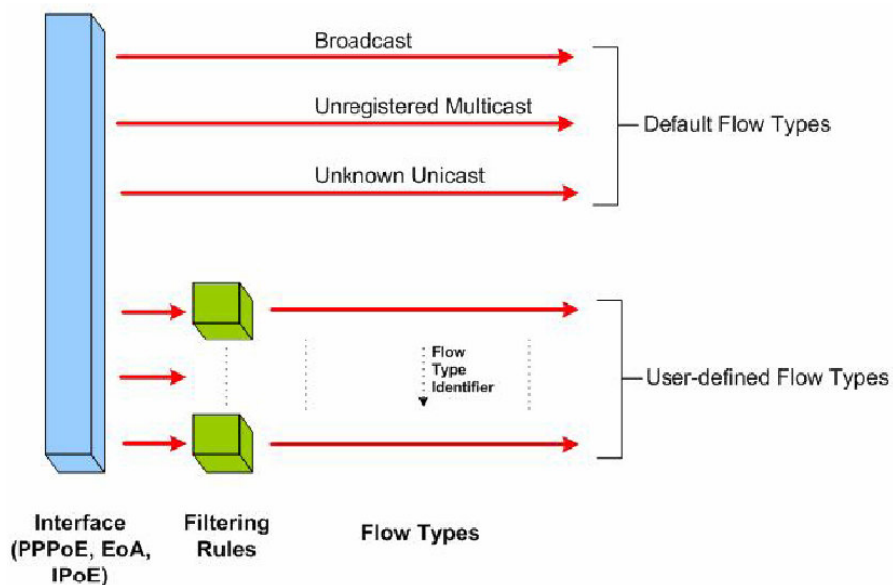 Broadcast
Unregistered Multicast
Default Flow Types
Unknown Unicast
Flow
Type
Identifier
User-defined Flow Types
Interface
(PPPoE, EoA,
IPoE)
Filtering
Rules
Flow Types